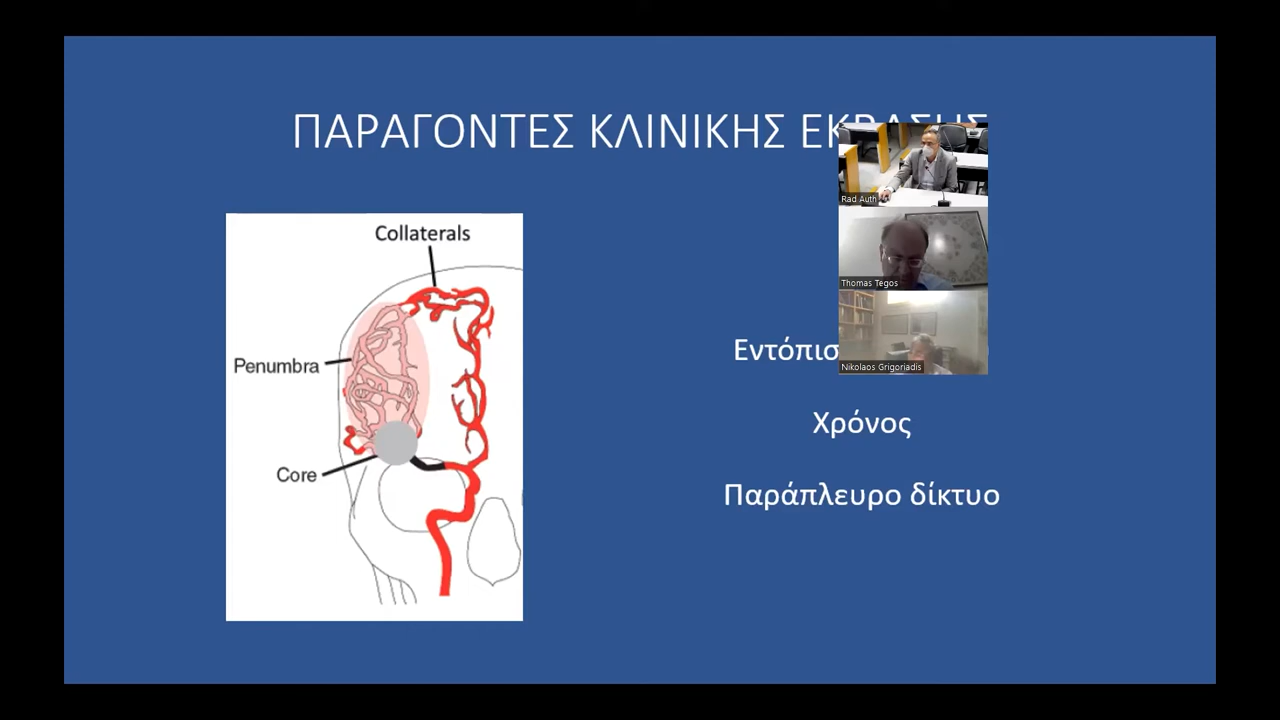 ΠΑΡΑΓΟΝΤΕΣ ΚΛΙΝΙΚΗΣ
Collaterals
Penumbra
Core
Χρόνος
Παράπλευρο δίκτυο
Rad Auth
Thomas Tegos
Nikolaos Grigoriadis